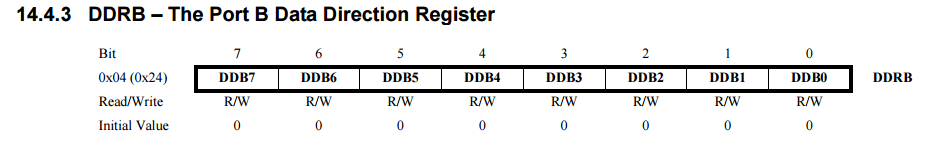 14.4.3 DDRB – The Port B Data Direction Register
Bit 7 6 5 4 3 2 1 0
0x04 (0x24) DDB7 DDB6 DDB5 DDB4 DDB3 DDB2 DDB1 DDB0 DDRB
Read/Write R/W R/W R/W R/W R/W R/W R/W R/W
Initial Value 0 0 0 0 0 0 0 0